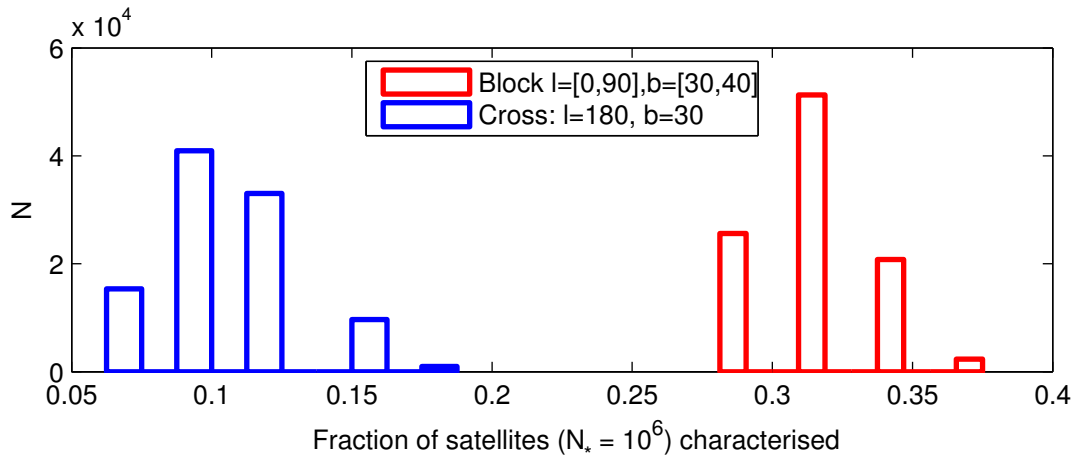 x 10^4
6
4
2
0
N
Block l=[0,90],b=[30,40]
Cross: l=180, b=30
0.05 0.1 0.15 0.2 0.25 0.3 0.35 0.4
Fraction of satellites (N_* = 10^6) characterised